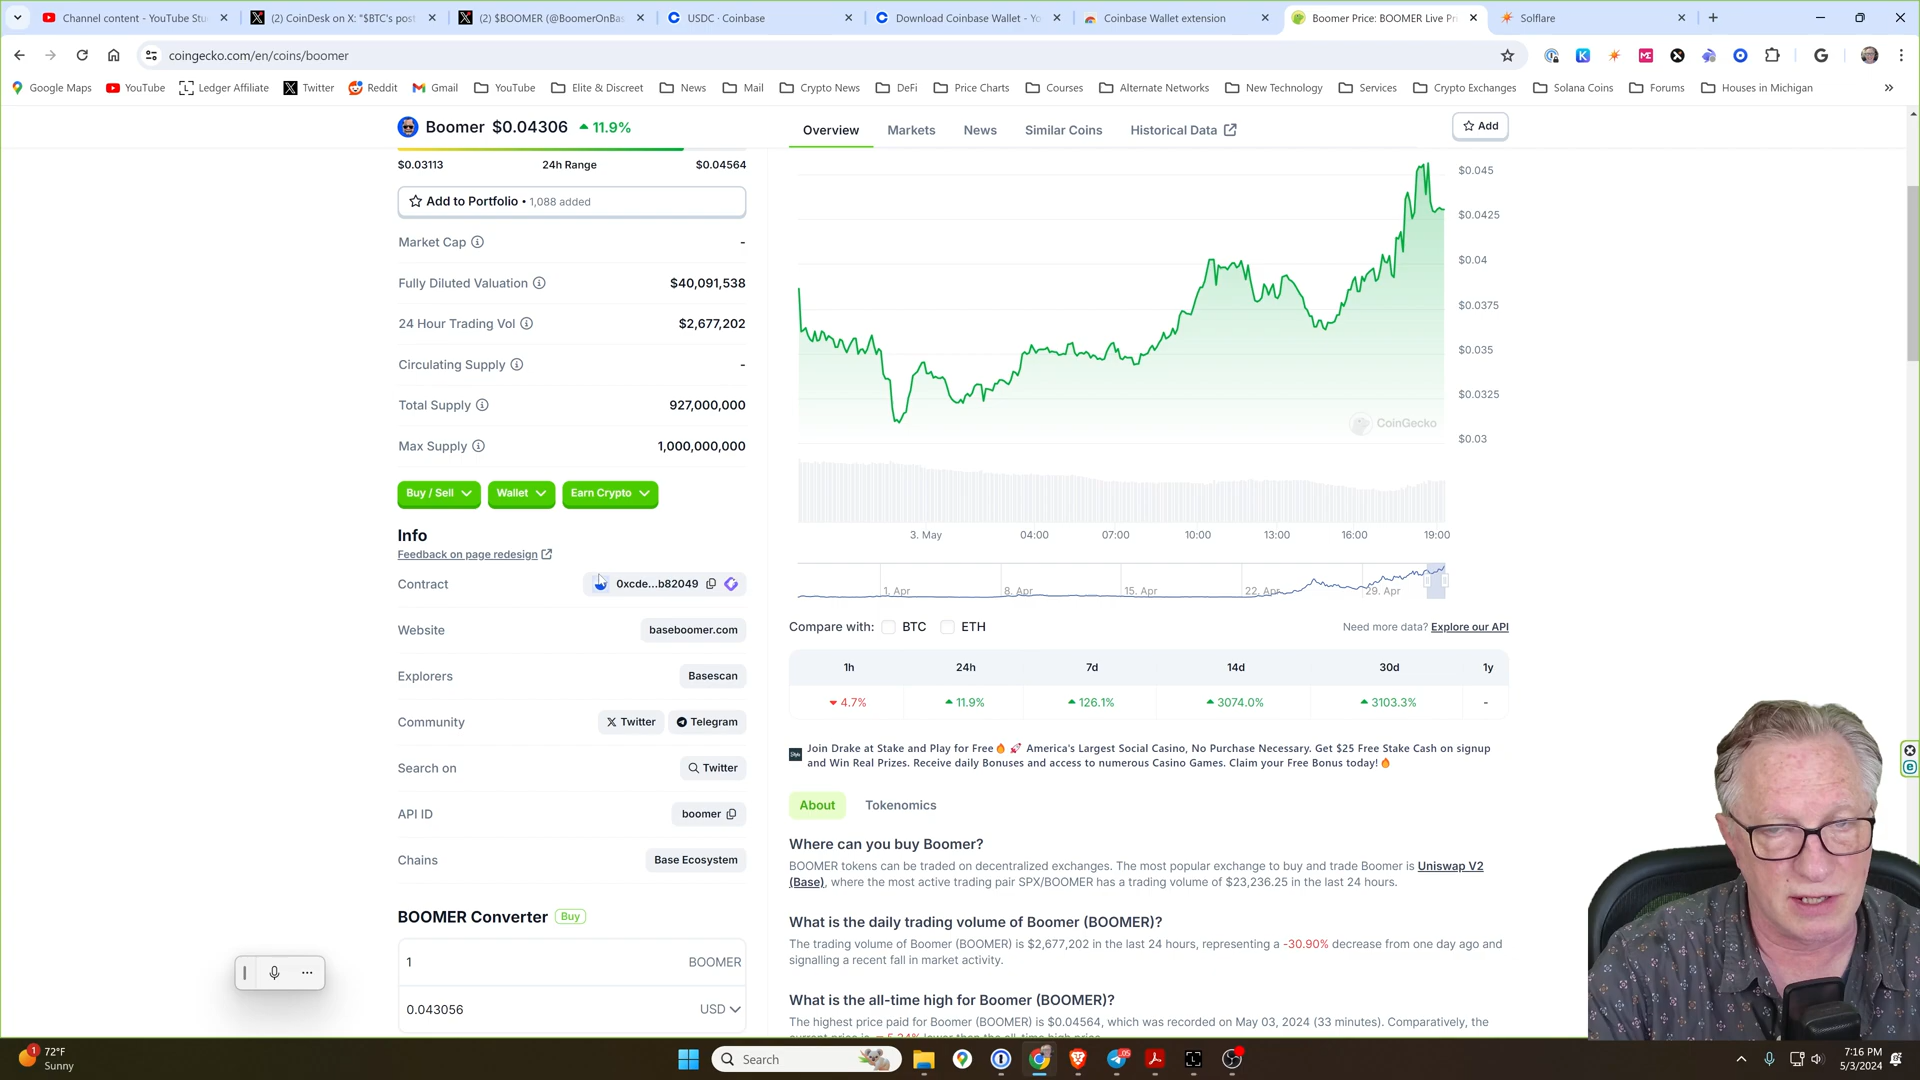 Channel content - YouTube Stu
(2) CoinDesk on X: "$BTC's post
(2) $BOOMER (@BoomerOnBas
USDC - Coinbase
Download Coinbase Wallet - Yo
Coinbase Wallet extension
Boomer Price: BOOMER Live Pri
Solflare
coingecko.com/en/coins/boomer
Google Maps
YouTube
Ledger Affiliate
Twitter
Reddit
Gmail
YouTube
Elite & Discreet
News
Mail
Crypto News
DeFi
Price Charts
Courses
Alternate Networks
New Technology
Services
Crypto Exchanges
Solana Coins
Forums
Houses in Michigan
Boomer $0.04306 11.9%
Overview
Markets
News
Similar Coins
Historical Data
Add
$0.03113 24h Range $0.04564
Add to Portfolio • 1,088 added
Market Cap -
Fully Diluted Valuation $40,091,538
24 Hour Trading Vol $2,677,202
Circulating Supply -
Total Supply 927,000,000
Max Supply 1,000,000,000
Buy / Sell
Wallet
Earn Crypto
Info
Feedback on page redesign
Contract 0xcde...b82049
Website baseboomer.com
Explorers Basescan
Community Twitter Telegram
Search on Twitter
API ID boomer
Chains Base Ecosystem
BOOMER Converter Buy
1 BOOMER
0.043056 USD
$0.045
$0.0425
$0.04
$0.0375
$0.035
$0.0325
$0.03
CoinGecko
3. May 04:00 07:00 10:00 13:00 16:00 19:00
1. Apr 8. Apr 15. Apr 22. Apr 29. Apr
Compare with: BTC ETH
Need more data? Explore our API
1h 24h 7d 14d 30d 1y
4.7% 11.9% 126.1% 3074.0% 3103.3% -
Join Drake at Stake and Play for Free🔥 🚀 America's Largest Social Casino, No Purchase Necessary. Get $25 Free Stake Cash on signup
and Win Real Prizes. Receive daily Bonuses and access to numerous Casino Games. Claim your Free Bonus today!🔥
About
Tokenomics
Where can you buy Boomer?
BOOMER tokens can be traded on decentralized exchanges. The most popular exchange to buy and trade Boomer is Uniswap V2
(Base), where the most active trading pair SPX/BOOMER has a trading volume of $23,236.25 in the last 24 hours.
What is the daily trading volume of Boomer (BOOMER)?
The trading volume of Boomer (BOOMER) is $2,677,202 in the last 24 hours, representing a -30.90% decrease from one day ago and
signalling a recent fall in market activity.
What is the all-time high for Boomer (BOOMER)?
The highest price paid for Boomer (BOOMER) is $0.04564, which was recorded on May 03, 2024 (33 minutes). Comparatively, the
1
72°F
Sunny
Search
7:16 PM
5/3/2024